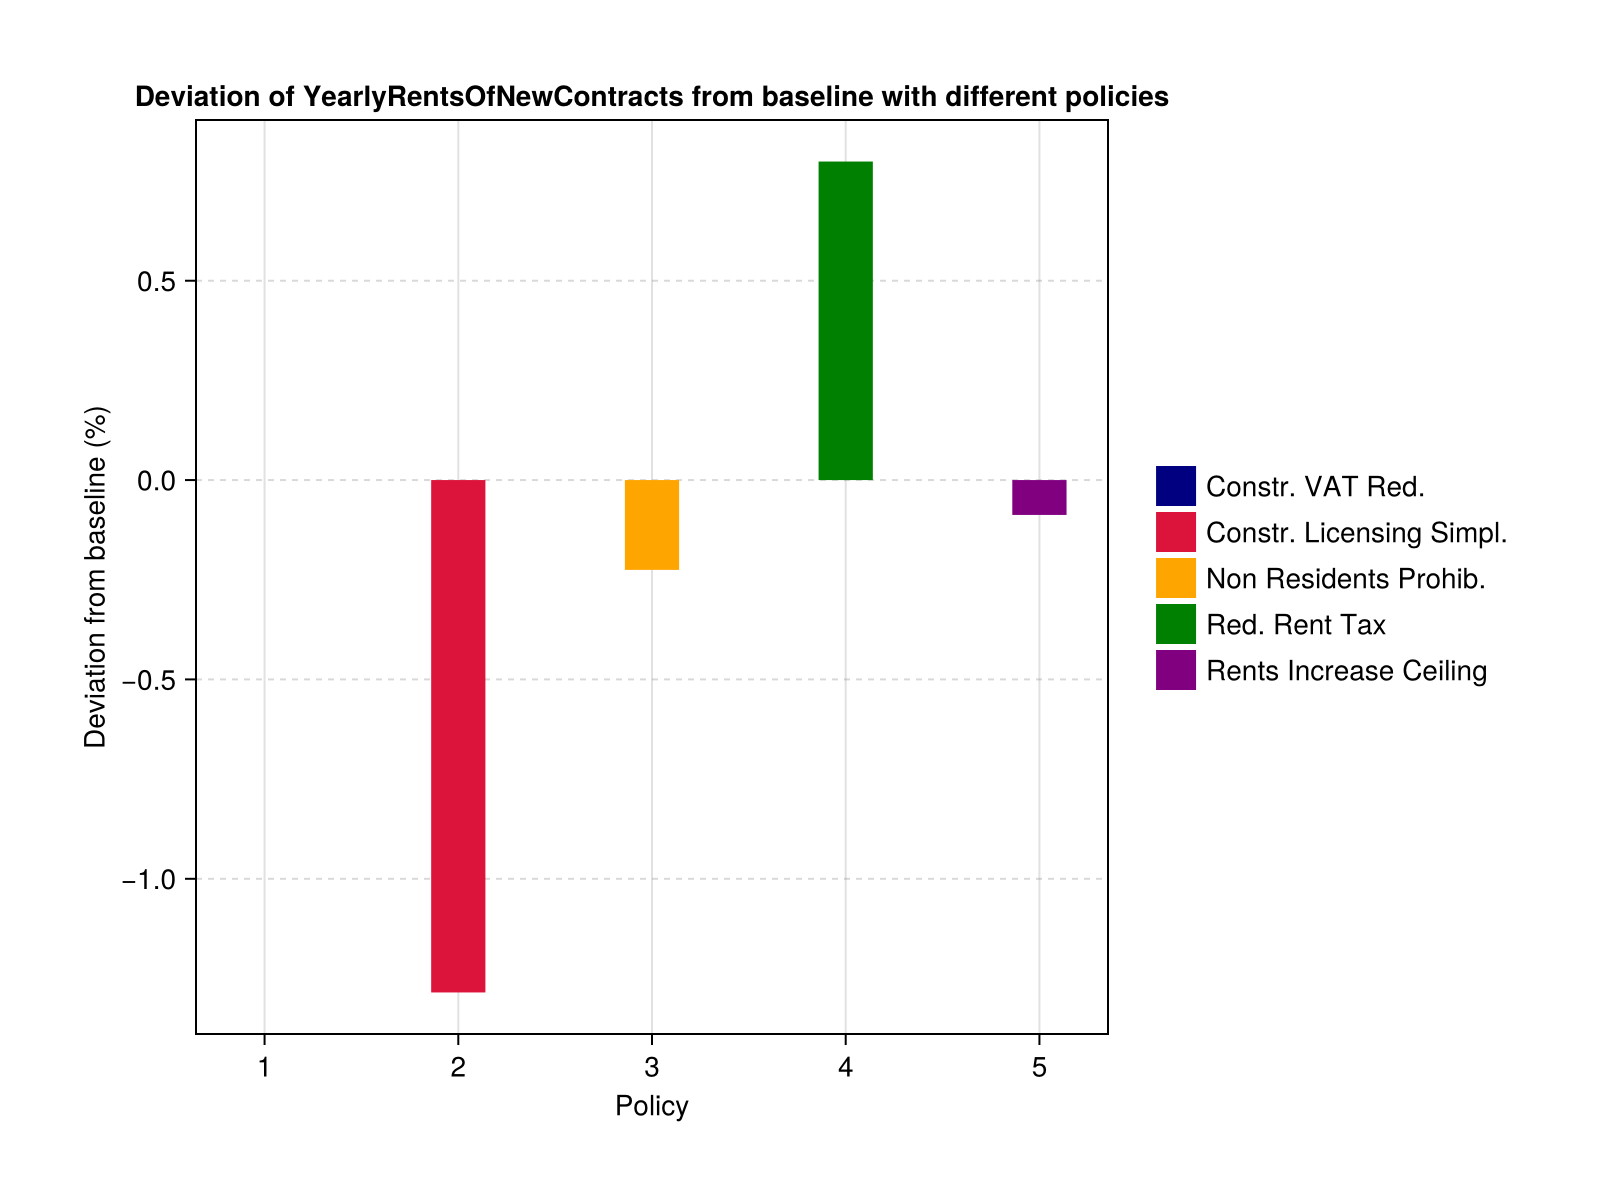 Deviation of YearlyRentsOfNewContracts from baseline with different policies
Deviation from baseline (%)
0.5
0.0
−0.5
−1.0
1 2 3 4 5
Policy
Constr. VAT Red.
Constr. Licensing Simpl.
Non Residents Prohib.
Red. Rent Tax
Rents Increase Ceiling